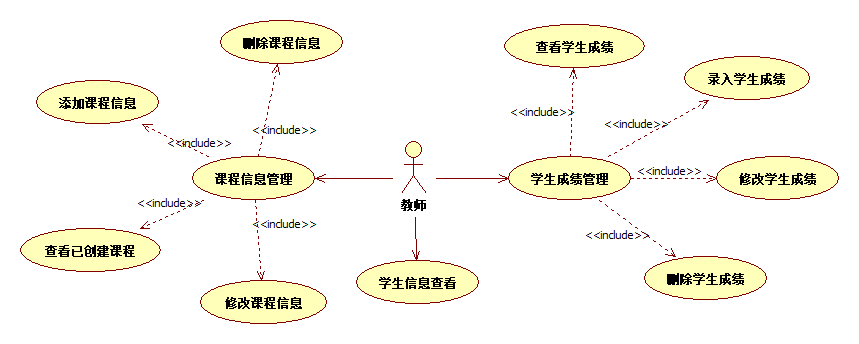 删除课程信息
查看学生成绩
录入学生成绩
添加课程信息
<<include>>
<<include>>
<<include>>
<<include>>
课程信息管理
学生成绩管理
<<include>>
修改学生成绩
教师
<<include>>
<<include>>
<<include>>
查看已创建课程
学生信息查看
删除学生成绩
修改课程信息